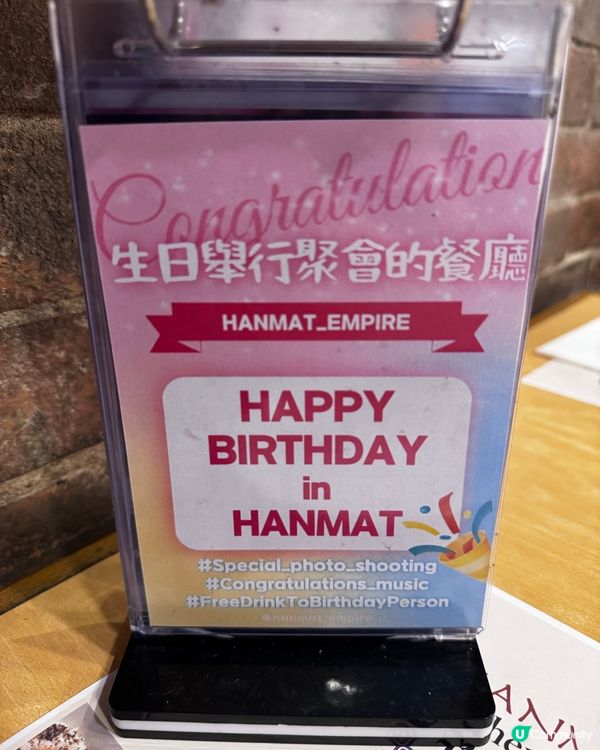 Congratulation
生日舉行聚會的餐廳
HANMAT_EMPIRE
HAPPY
BIRTHDAY
in
HANMAT
#Special_photo_shooting
#Congratulations_music
#FreeDrinkToBirthdayPerson
@hanmat_empire
U Community